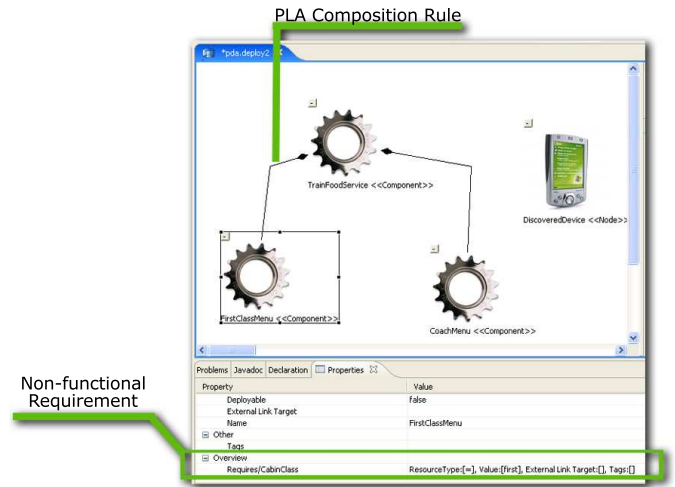 PLA Composition Rule
*pda.deploy2
TrainFoodService <<Component>>
DiscoveredDevice <<Node>>
FirstClassMenu <<Component>>
CoachMenu <<Component>>
Problems Javadoc Declaration Properties
Property Value
Deployable false
External Link Target
Name FirstClassMenu
Other
Tags
Overview
Requires/CabinClass ResourceType:[=], Value:[first], External Link Target:[], Tags:[]
Non-functional
Requirement